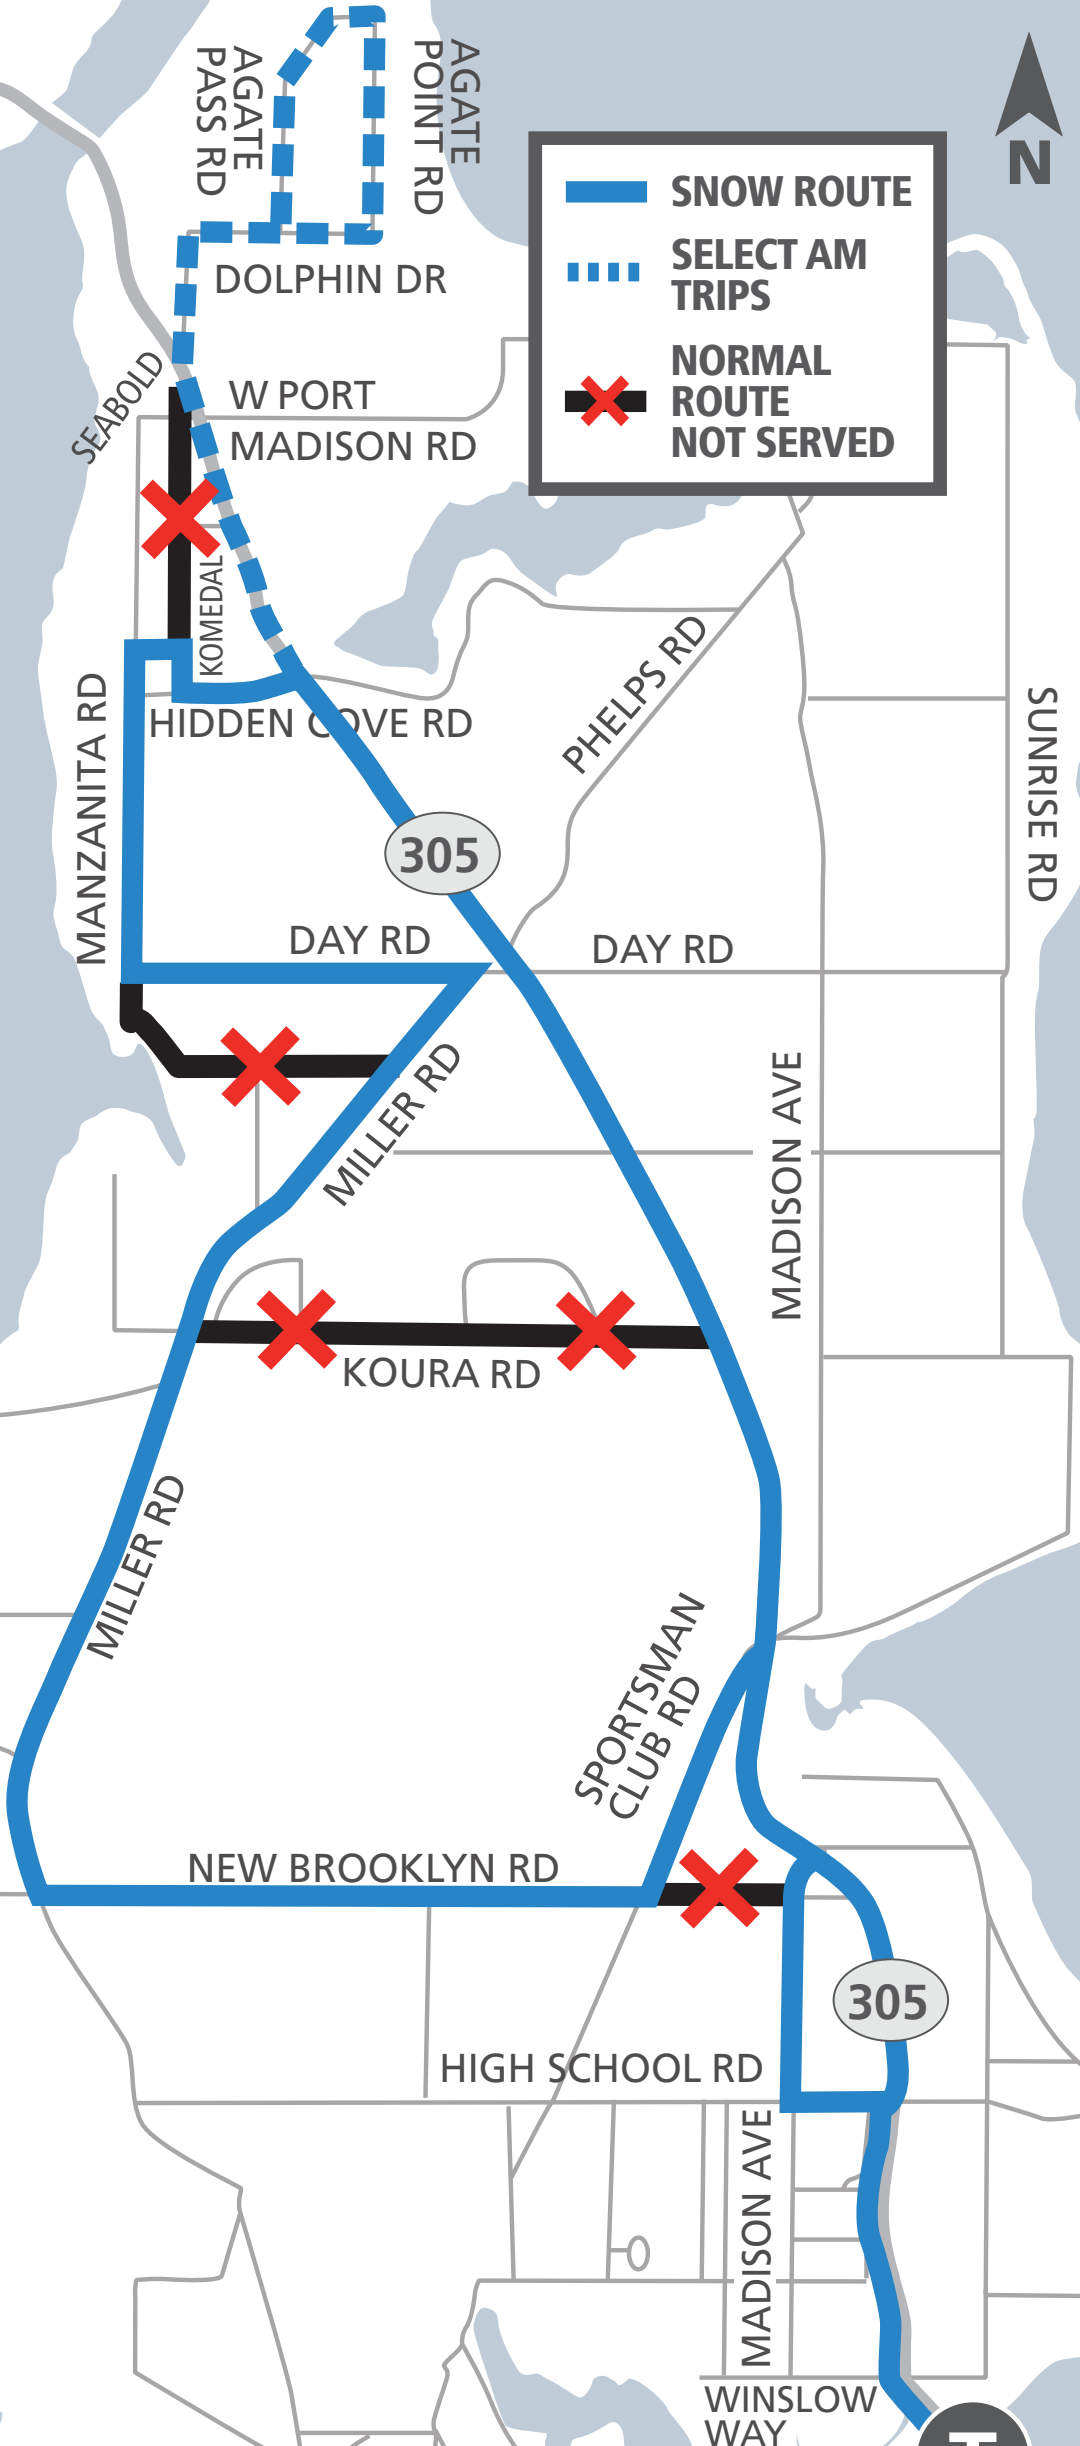 AGATE
PASS RD
AGATE
POINT RD
N
SNOW ROUTE
SELECT AM
TRIPS
NORMAL
ROUTE
NOT SERVED
DOLPHIN DR
SEABOLD
W PORT
MADISON RD
KOMEDAL
PHELPS RD
MANZANITA RD
HIDDEN COVE RD
SUNRISE RD
305
DAY RD
DAY RD
MILLER RD
MADISON AVE
KOURA RD
MILLER RD
SPORTSMAN
CLUB RD
NEW BROOKLYN RD
305
HIGH SCHOOL RD
MADISON AVE
WINSLOW
WAY
T